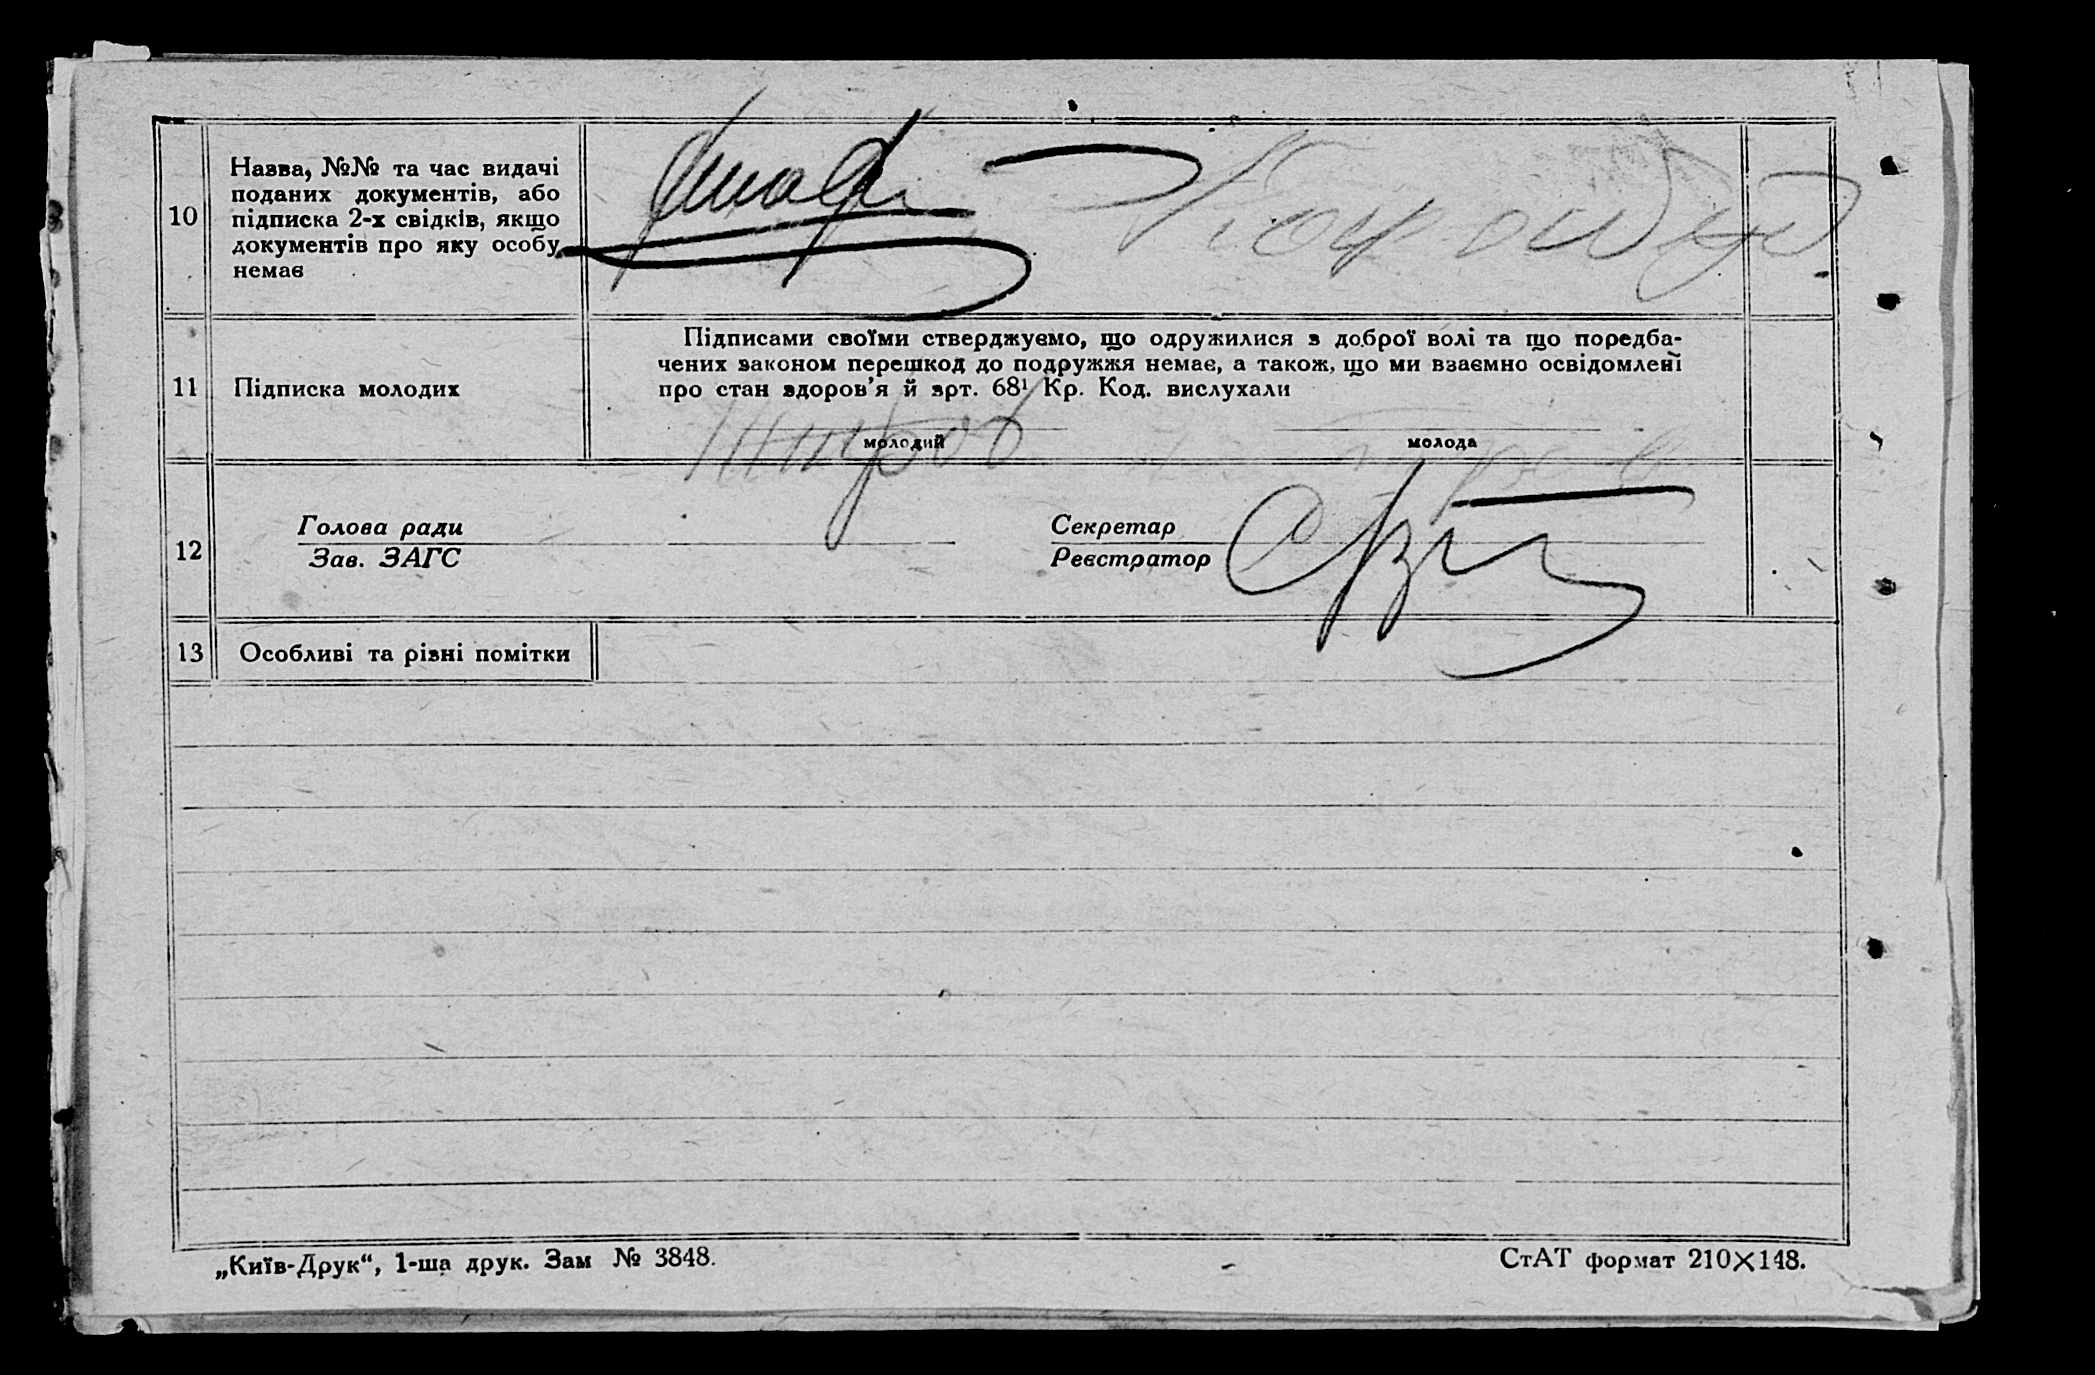 10
Назва, №№ та час видачі
поданих документів, або
підписка 2-х свідків, якщо
документів про яку особу
немає
11
Підписка молодих
Підписами своїми стверджуємо, що одружилися з доброї волі та що передба-
чених законом перешкод до подружжя немає, а також, що ми взаємно освідомлені
про стан здоров'я й арт. 68¹ Кр. Код. вислухали
молодий
молода
12
Голова ради
Зав. ЗАГС
Секретар
Реєстратор
13
Особливі та різні помітки
„Київ-Друк“, 1-ша друк. Зам № 3848.
СтАТ формат 210×148.